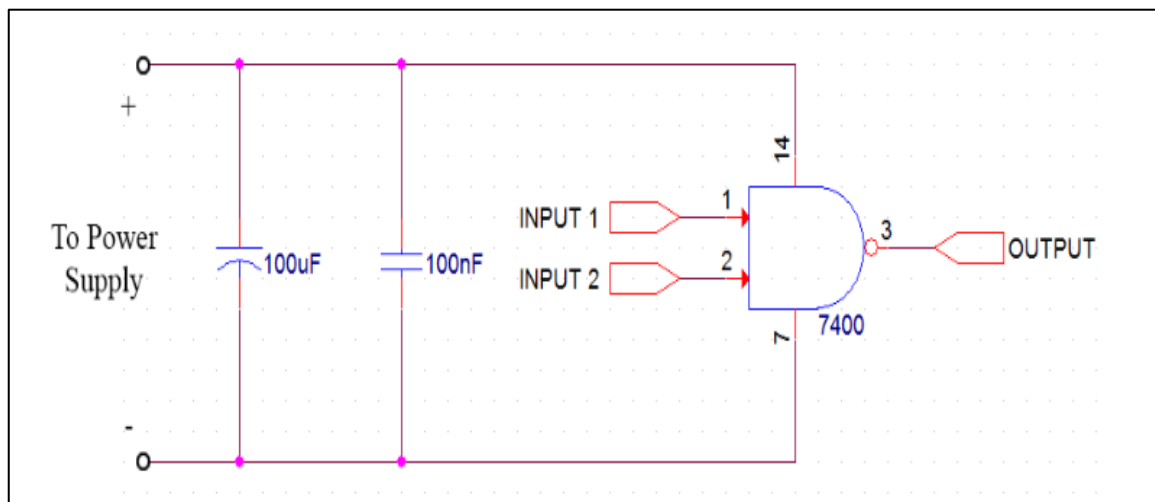 +
14
INPUT 1
1
To Power
Supply
100uF
100nF
3
OUTPUT
INPUT 2
2
7400
7
-